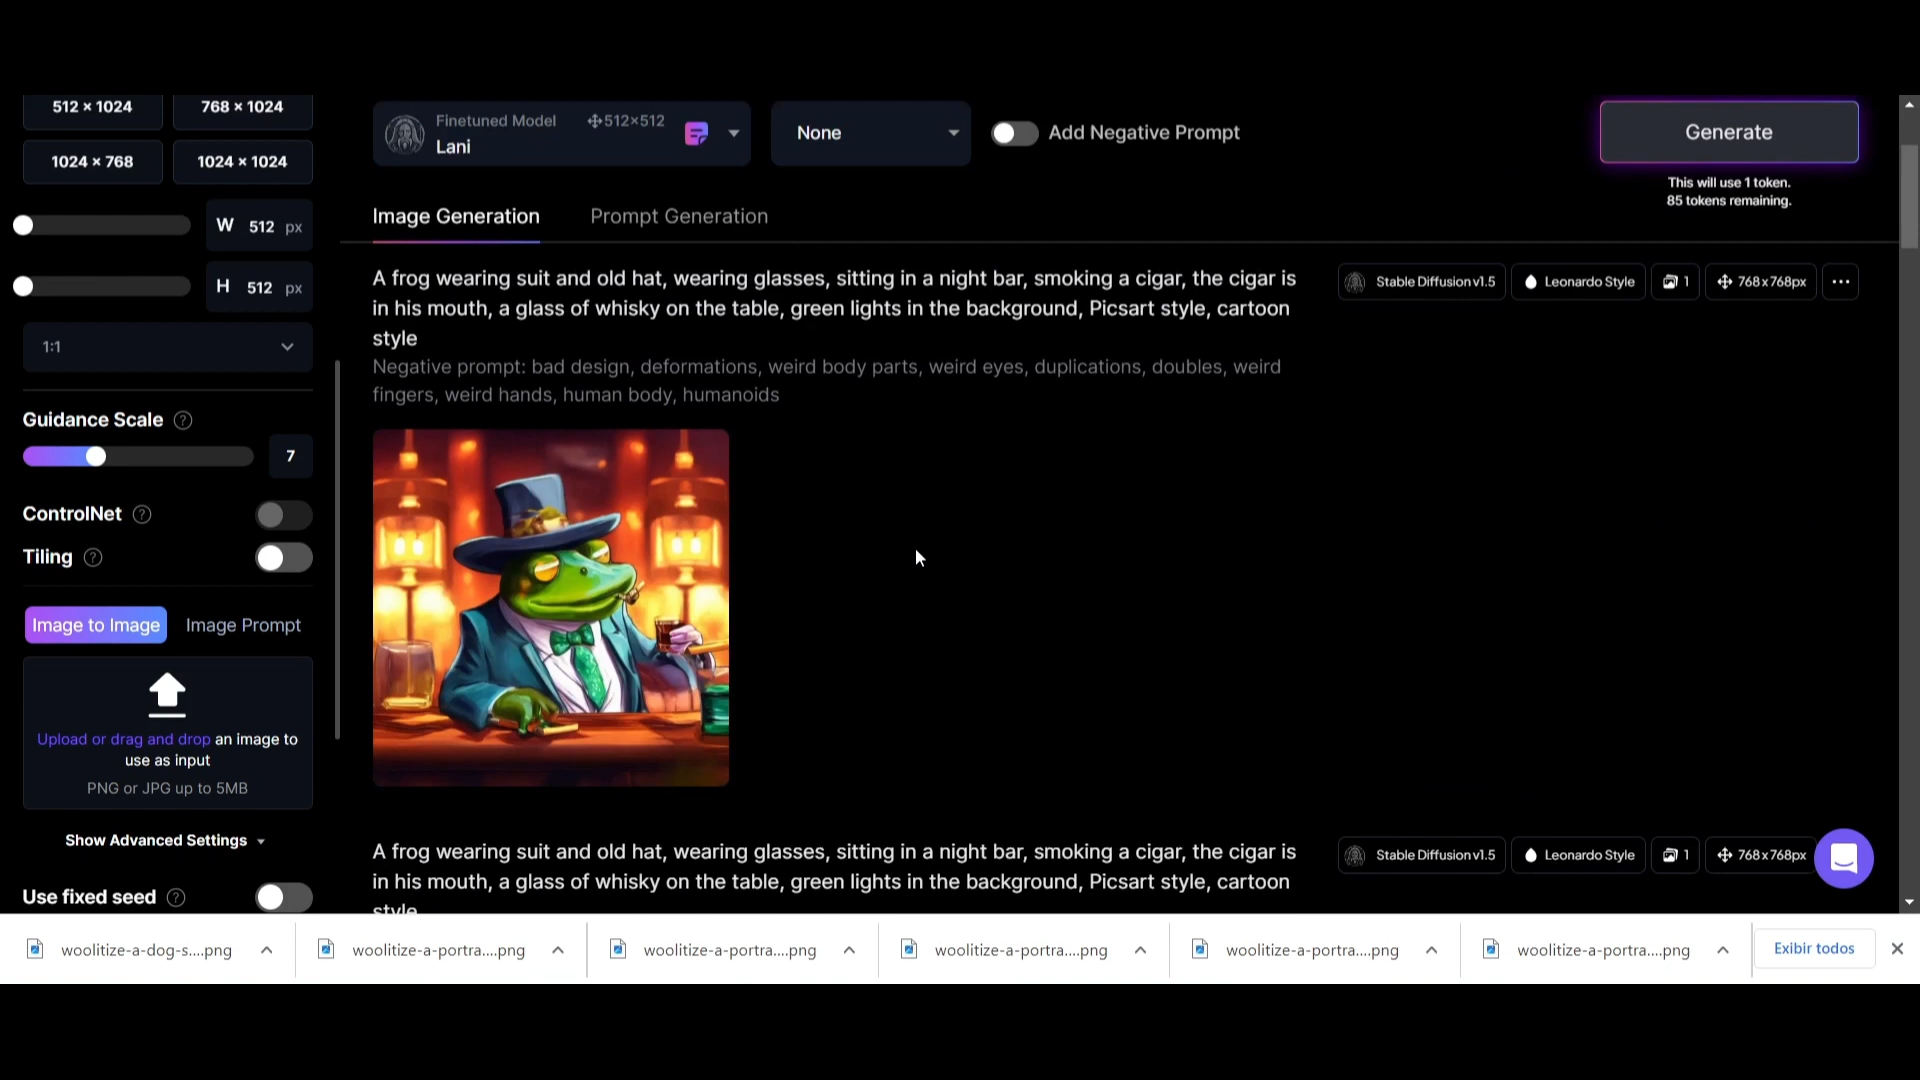 512 × 1024
768 × 1024
1024 × 768
1024 × 1024
W 512 px
H 512 px
1:1
Guidance Scale
7
ControlNet
Tiling
Image to Image
Image Prompt
Upload or drag and drop an image to
use as input
PNG or JPG up to 5MB
Show Advanced Settings
Use fixed seed
Finetuned Model
512×512
Lani
None
Add Negative Prompt
Generate
This will use 1 token.
85 tokens remaining.
Image Generation
Prompt Generation
A frog wearing suit and old hat, wearing glasses, sitting in a night bar, smoking a cigar, the cigar is
in his mouth, a glass of whisky on the table, green lights in the background, Picsart style, cartoon
style
Negative prompt: bad design, deformations, weird body parts, weird eyes, duplications, doubles, weird
fingers, weird hands, human body, humanoids
Stable Diffusion v1.5
Leonardo Style
1
768x768px
A frog wearing suit and old hat, wearing glasses, sitting in a night bar, smoking a cigar, the cigar is
in his mouth, a glass of whisky on the table, green lights in the background, Picsart style, cartoon
style
Stable Diffusion v1.5
Leonardo Style
1
768x768px
woolitize-a-dog-s....png
woolitize-a-portra....png
woolitize-a-portra....png
woolitize-a-portra....png
woolitize-a-portra....png
woolitize-a-portra....png
Exibir todos